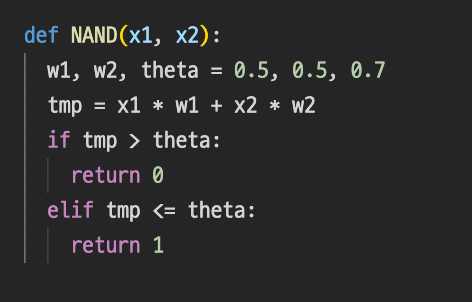 def NAND(x1, x2):
  w1, w2, theta = 0.5, 0.5, 0.7
  tmp = x1 * w1 + x2 * w2
  if tmp > theta:
    return 0
  elif tmp <= theta:
    return 1